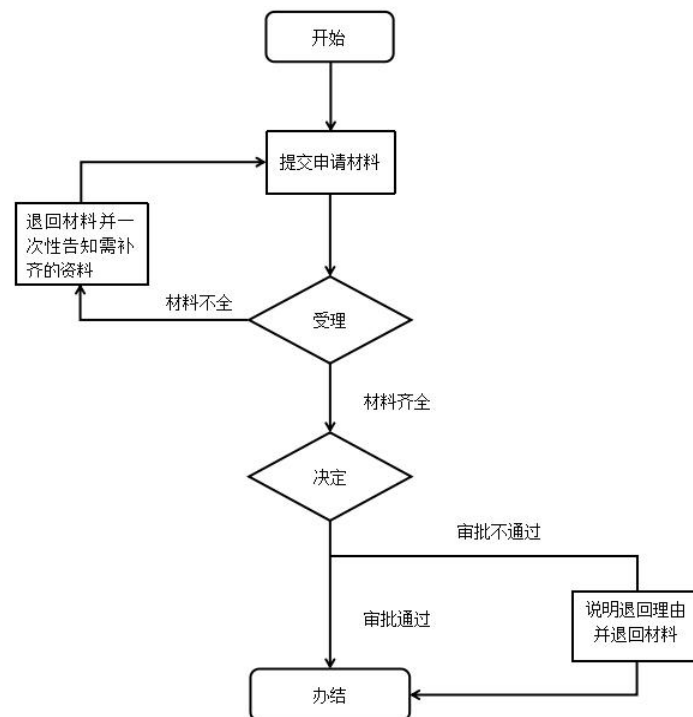 开始
提交申请材料
退回材料并一
次性告知需补
齐的资料
材料不全
受理
材料齐全
决定
审批不通过
审批通过
说明退回理由
并退回材料
办结